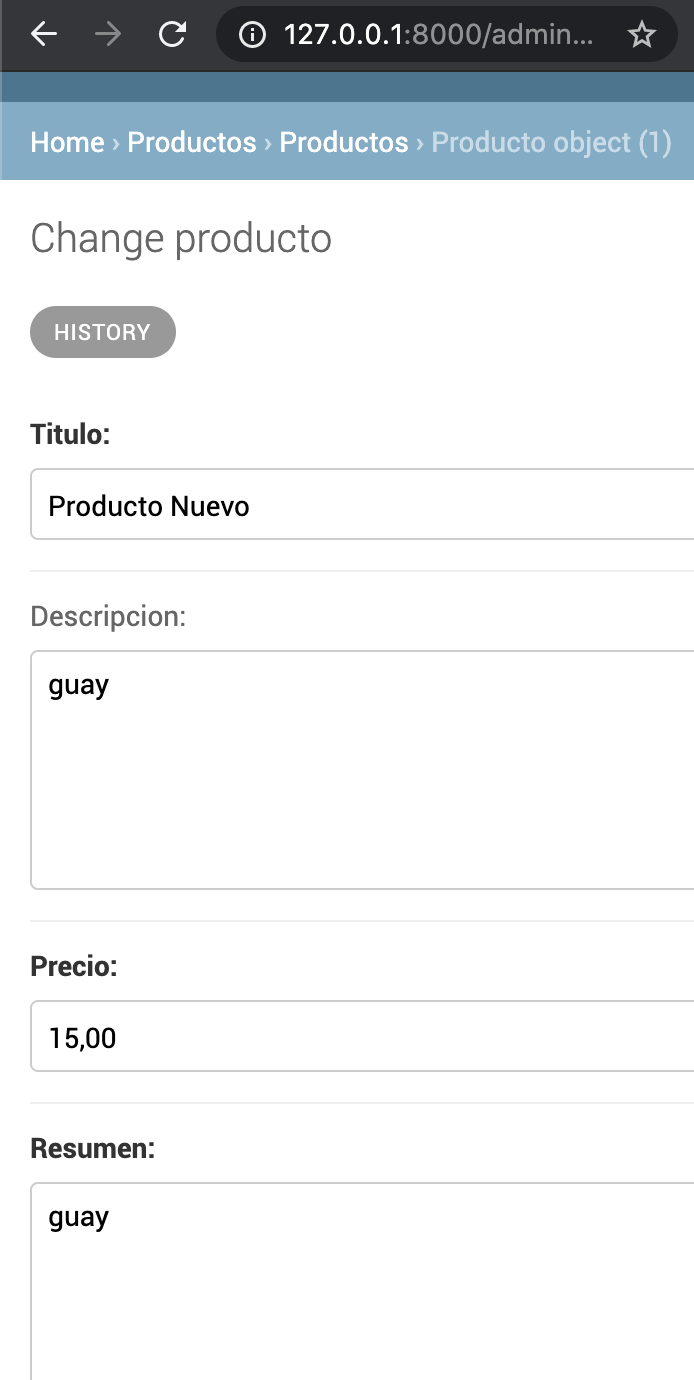 127.0.0.1:8000/admin...
Home › Productos › Productos › Producto object (1)
Change producto
HISTORY
Titulo:
Producto Nuevo
Descripcion:
guay
Precio:
15,00
Resumen:
guay